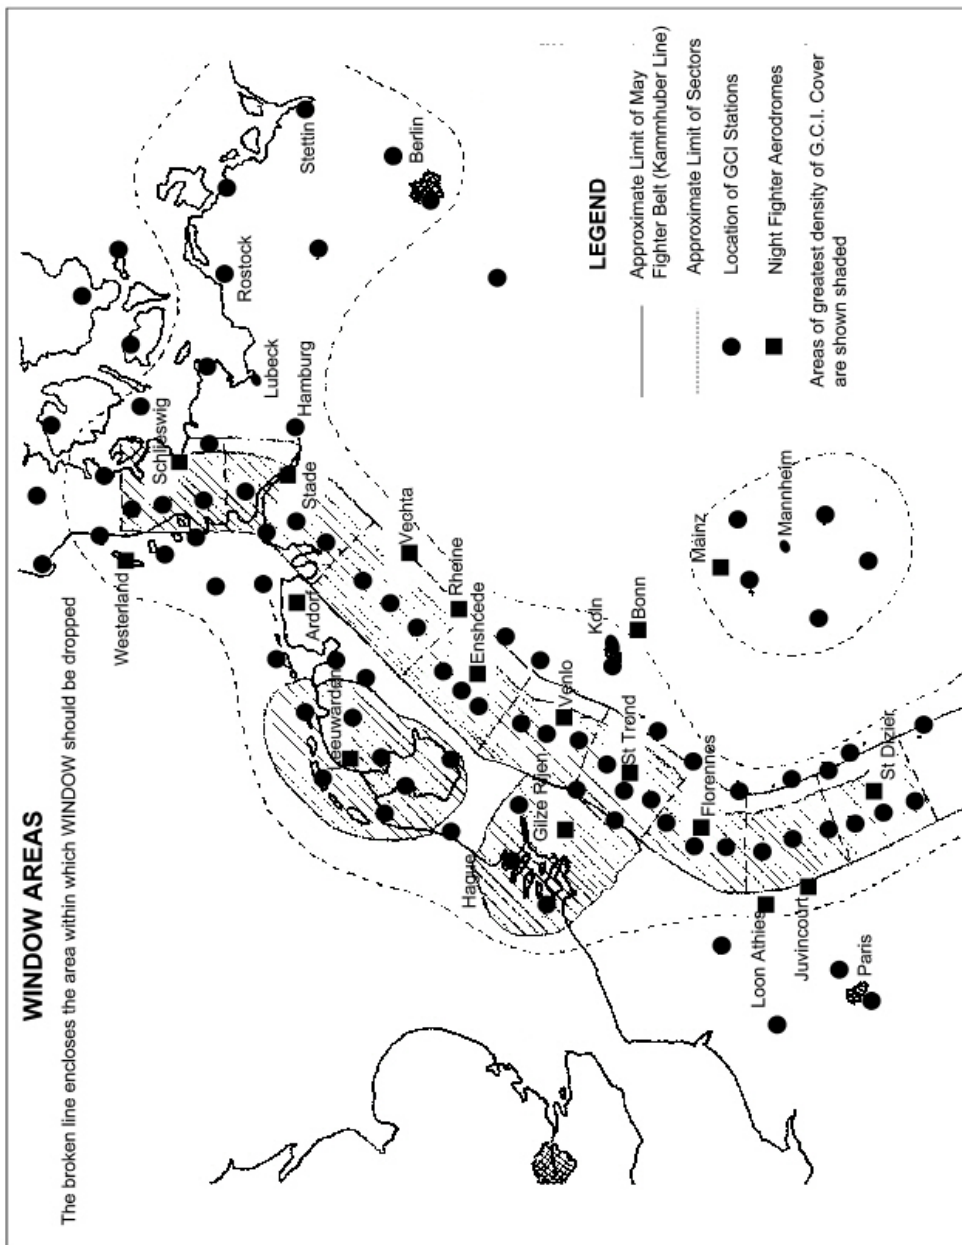 WINDOW AREAS
The broken line encloses the area within which WINDOW should be dropped
Westerland
Schlieswig
Lubeck
Rostock
Stettin
Berlin
Hamburg
Stade
Ardorf
Vechta
Leeuwarden
Rheine
Enshcede
Hague
Gilze Rijen
Venlo
Koln
Bonn
St Trond
Florennes
Mainz
Mannheim
Loon Athies
Juvincourt
St Dizier
Paris
LEGEND
Approximate Limit of May
Fighter Belt (Kammhuber Line)
Approximate Limit of Sectors
Location of GCI Stations
Night Fighter Aerodromes
Areas of greatest density of G.C.I. Cover
are shown shaded